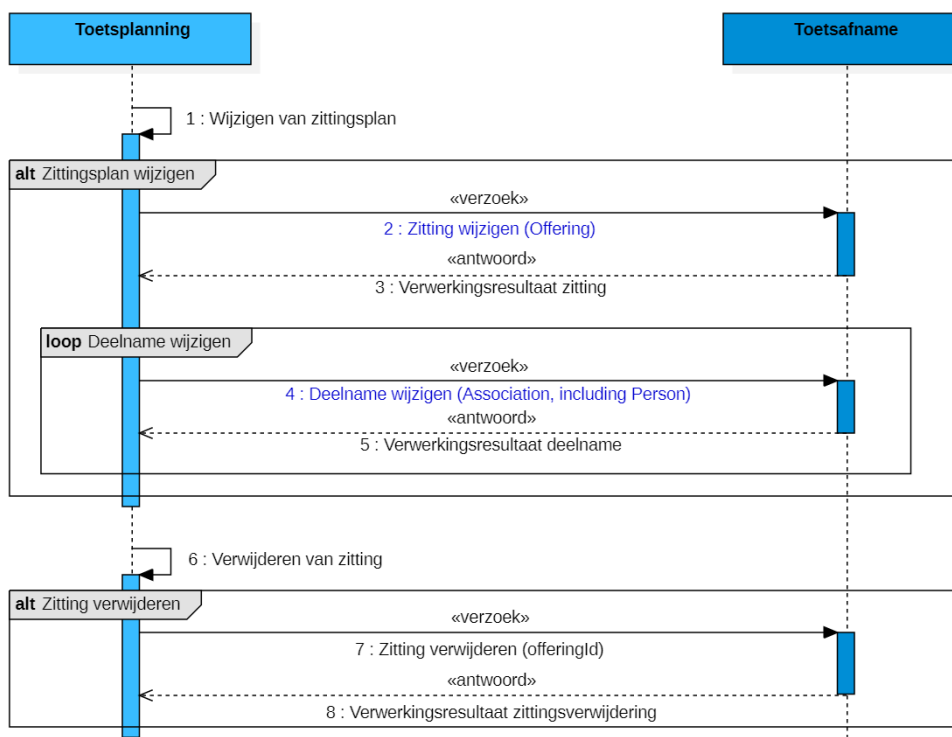 Toetsplanning
Toetsafname
1 : Wijzigen van zittingsplan
alt Zittingsplan wijzigen
«verzoek»
2 : Zitting wijzigen (Offering)
«antwoord»
3 : Verwerkingsresultaat zitting
loop Deelname wijzigen
«verzoek»
4 : Deelname wijzigen (Association, including Person)
«antwoord»
5 : Verwerkingsresultaat deelname
6 : Verwijderen van zitting
alt Zitting verwijderen
«verzoek»
7 : Zitting verwijderen (offeringId)
«antwoord»
8 : Verwerkingsresultaat zittingsverwijdering